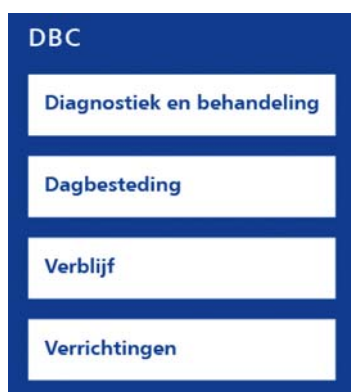 DBC
Diagnostiek en behandeling
Dagbesteding
Verblijf
Verrichtingen